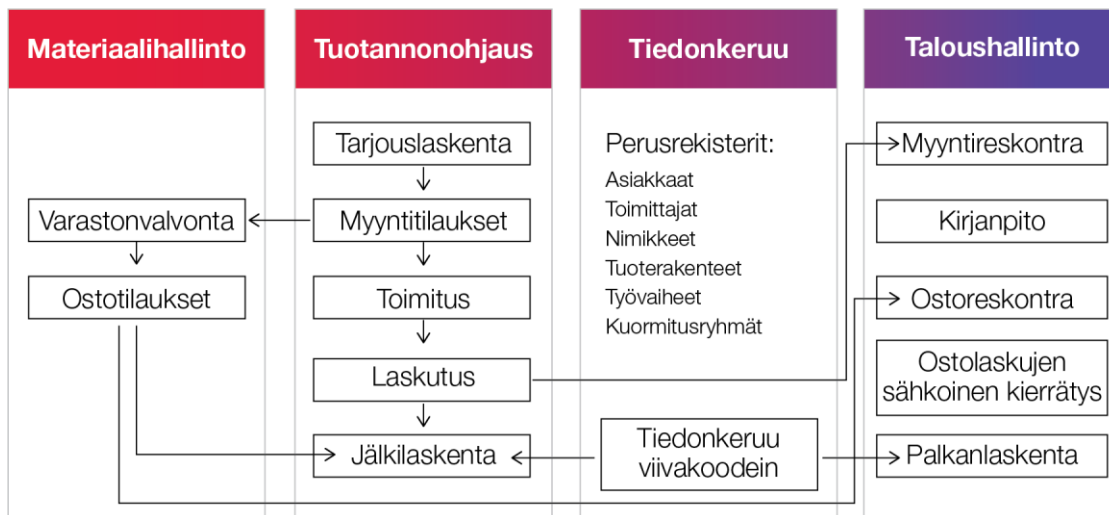 Materiaalihallinto
Tuotannonohjaus
Tiedonkeruu
Taloushallinto
Varastonvalvonta
Ostotilaukset
Tarjouslaskenta
Myyntitilaukset
Toimitus
Laskutus
Jälkilaskenta
Perusrekisterit:
Asiakkaat
Toimittajat
Nimikkeet
Tuoterakenteet
Työvaiheet
Kuormitusryhmät
Tiedonkeruu
viivakoodein
Myyntireskontra
Kirjanpito
Ostoreskontra
Ostolaskujen
sähkoinen kierrätys
Palkanlaskenta